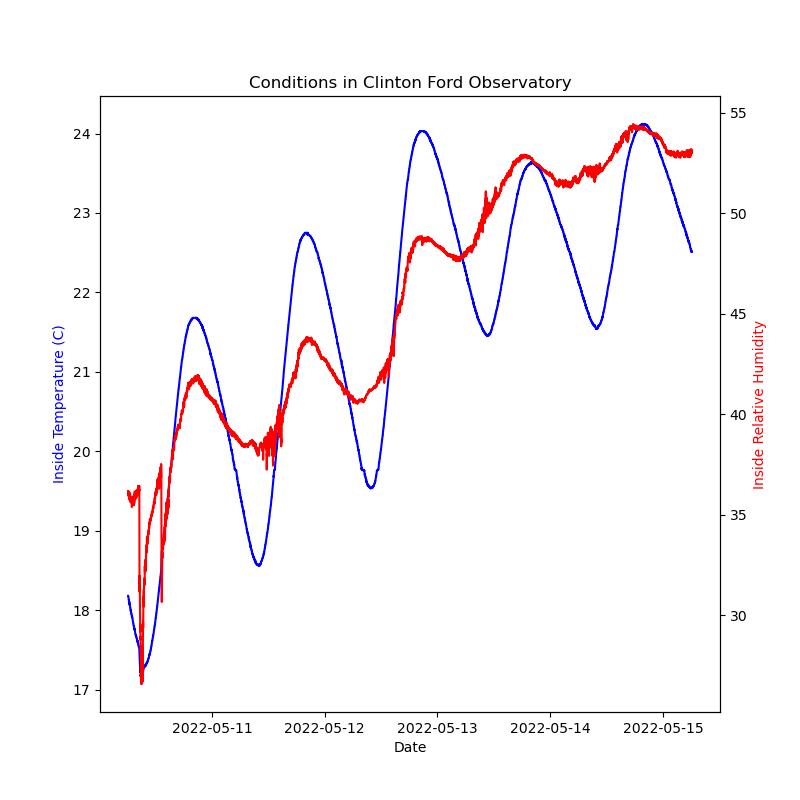 Conditions in Clinton Ford Observatory
24
23
22
21
20
19
18
17
Inside Temperature (C)
55
50
45
40
35
30
Inside Relative Humidity
2022-05-11 2022-05-12 2022-05-13 2022-05-14 2022-05-15
Date